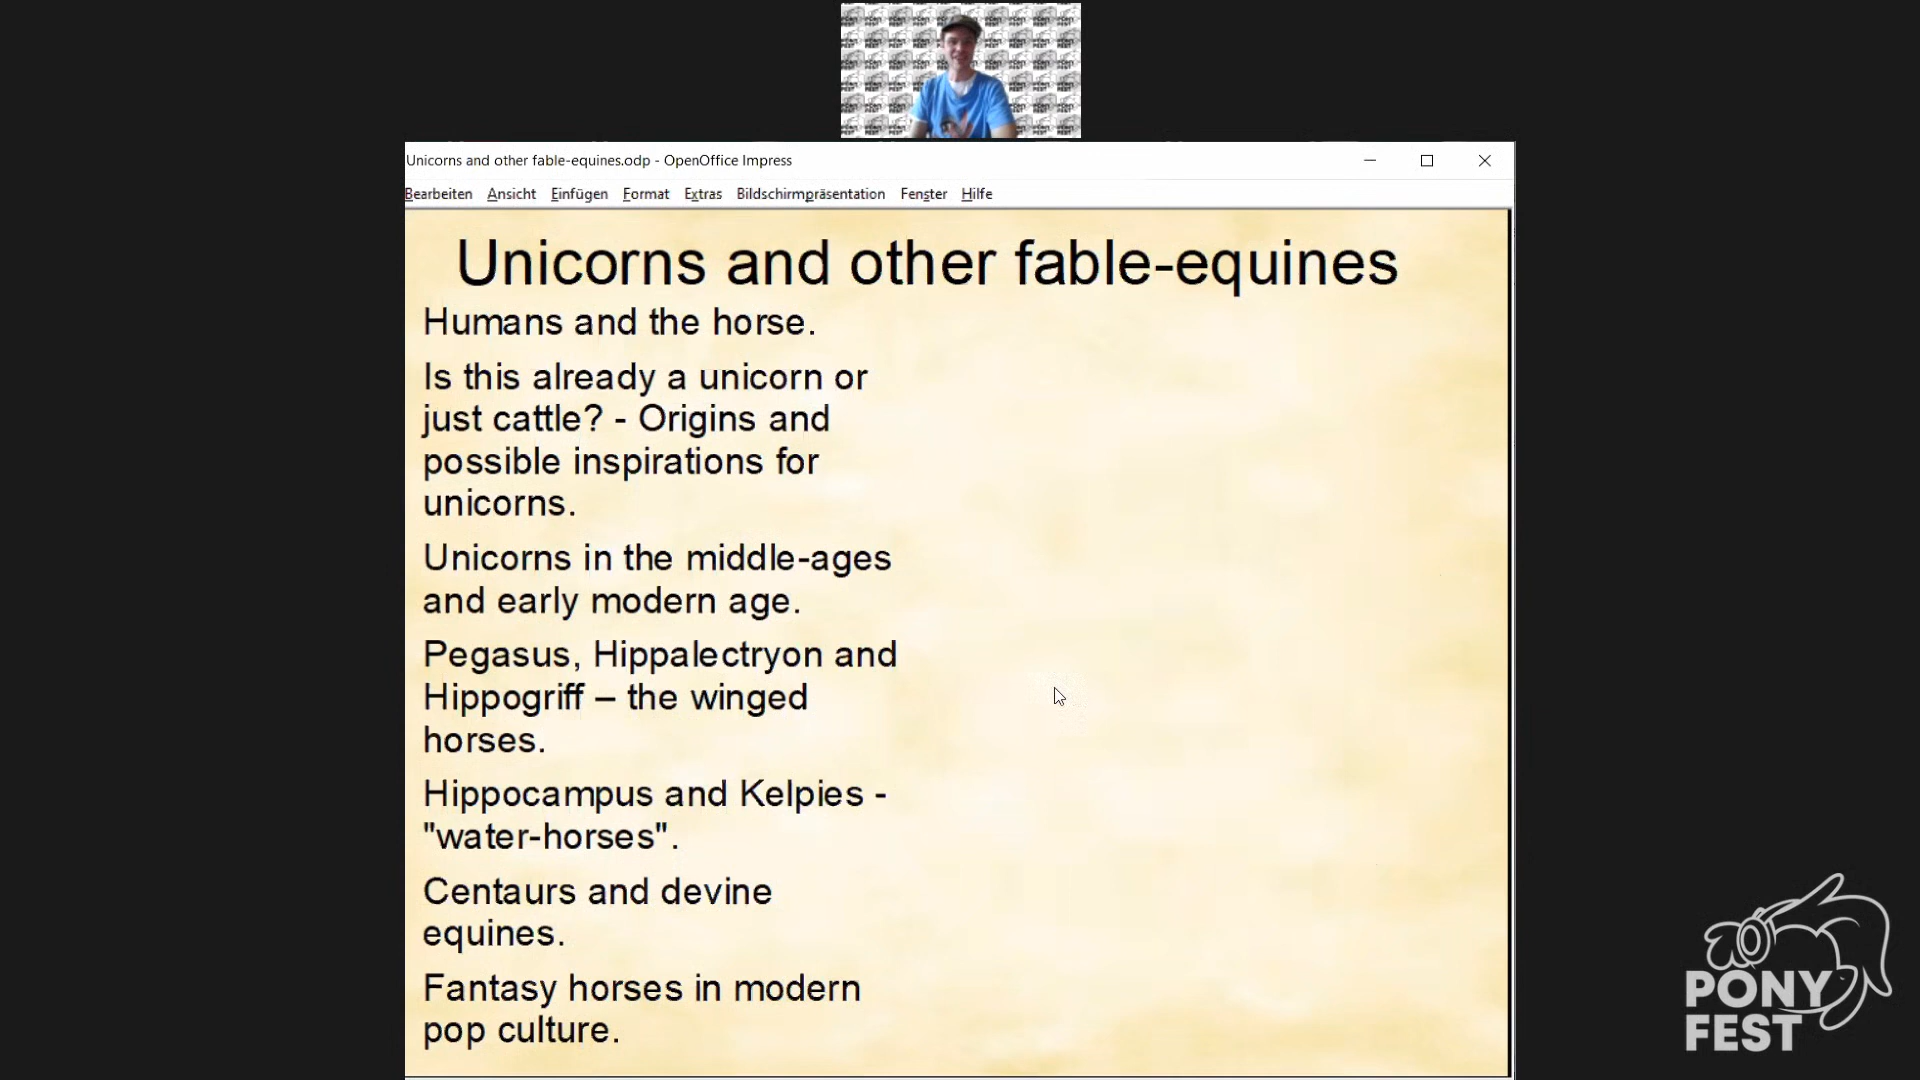 Unicorns and other fable-equines.odp - OpenOffice Impress
Bearbeiten Ansicht Einfügen Format Extras Bildschirmpräsentation Fenster Hilfe
Unicorns and other fable-equines
Humans and the horse.
Is this already a unicorn or
just cattle? - Origins and
possible inspirations for
unicorns.
Unicorns in the middle-ages
and early modern age.
Pegasus, Hippalectryon and
Hippogriff – the winged
horses.
Hippocampus and Kelpies -
"water-horses".
Centaurs and devine
equines.
Fantasy horses in modern
pop culture.
PONY
FEST